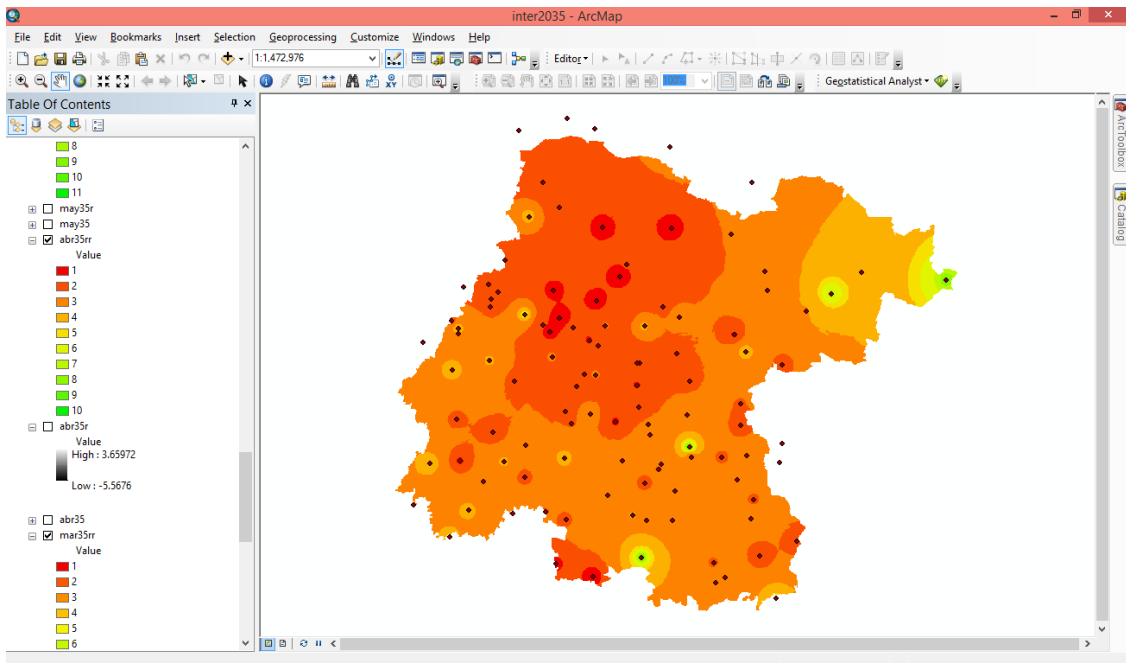 inter2035 - ArcMap
File Edit View Bookmarks Insert Selection Geoprocessing Customize Windows Help
1:1,472,976
Editor
100%
Geostatistical Analyst
Table Of Contents
8
9
10
11
may35r
may35
abr35rr
Value
1
2
3
4
5
6
7
8
9
10
abr35r
Value
High : 3.65972
Low : -5.5676
abr35
mar35rr
Value
1
2
3
4
5
6
ArcToolbox
Catalog